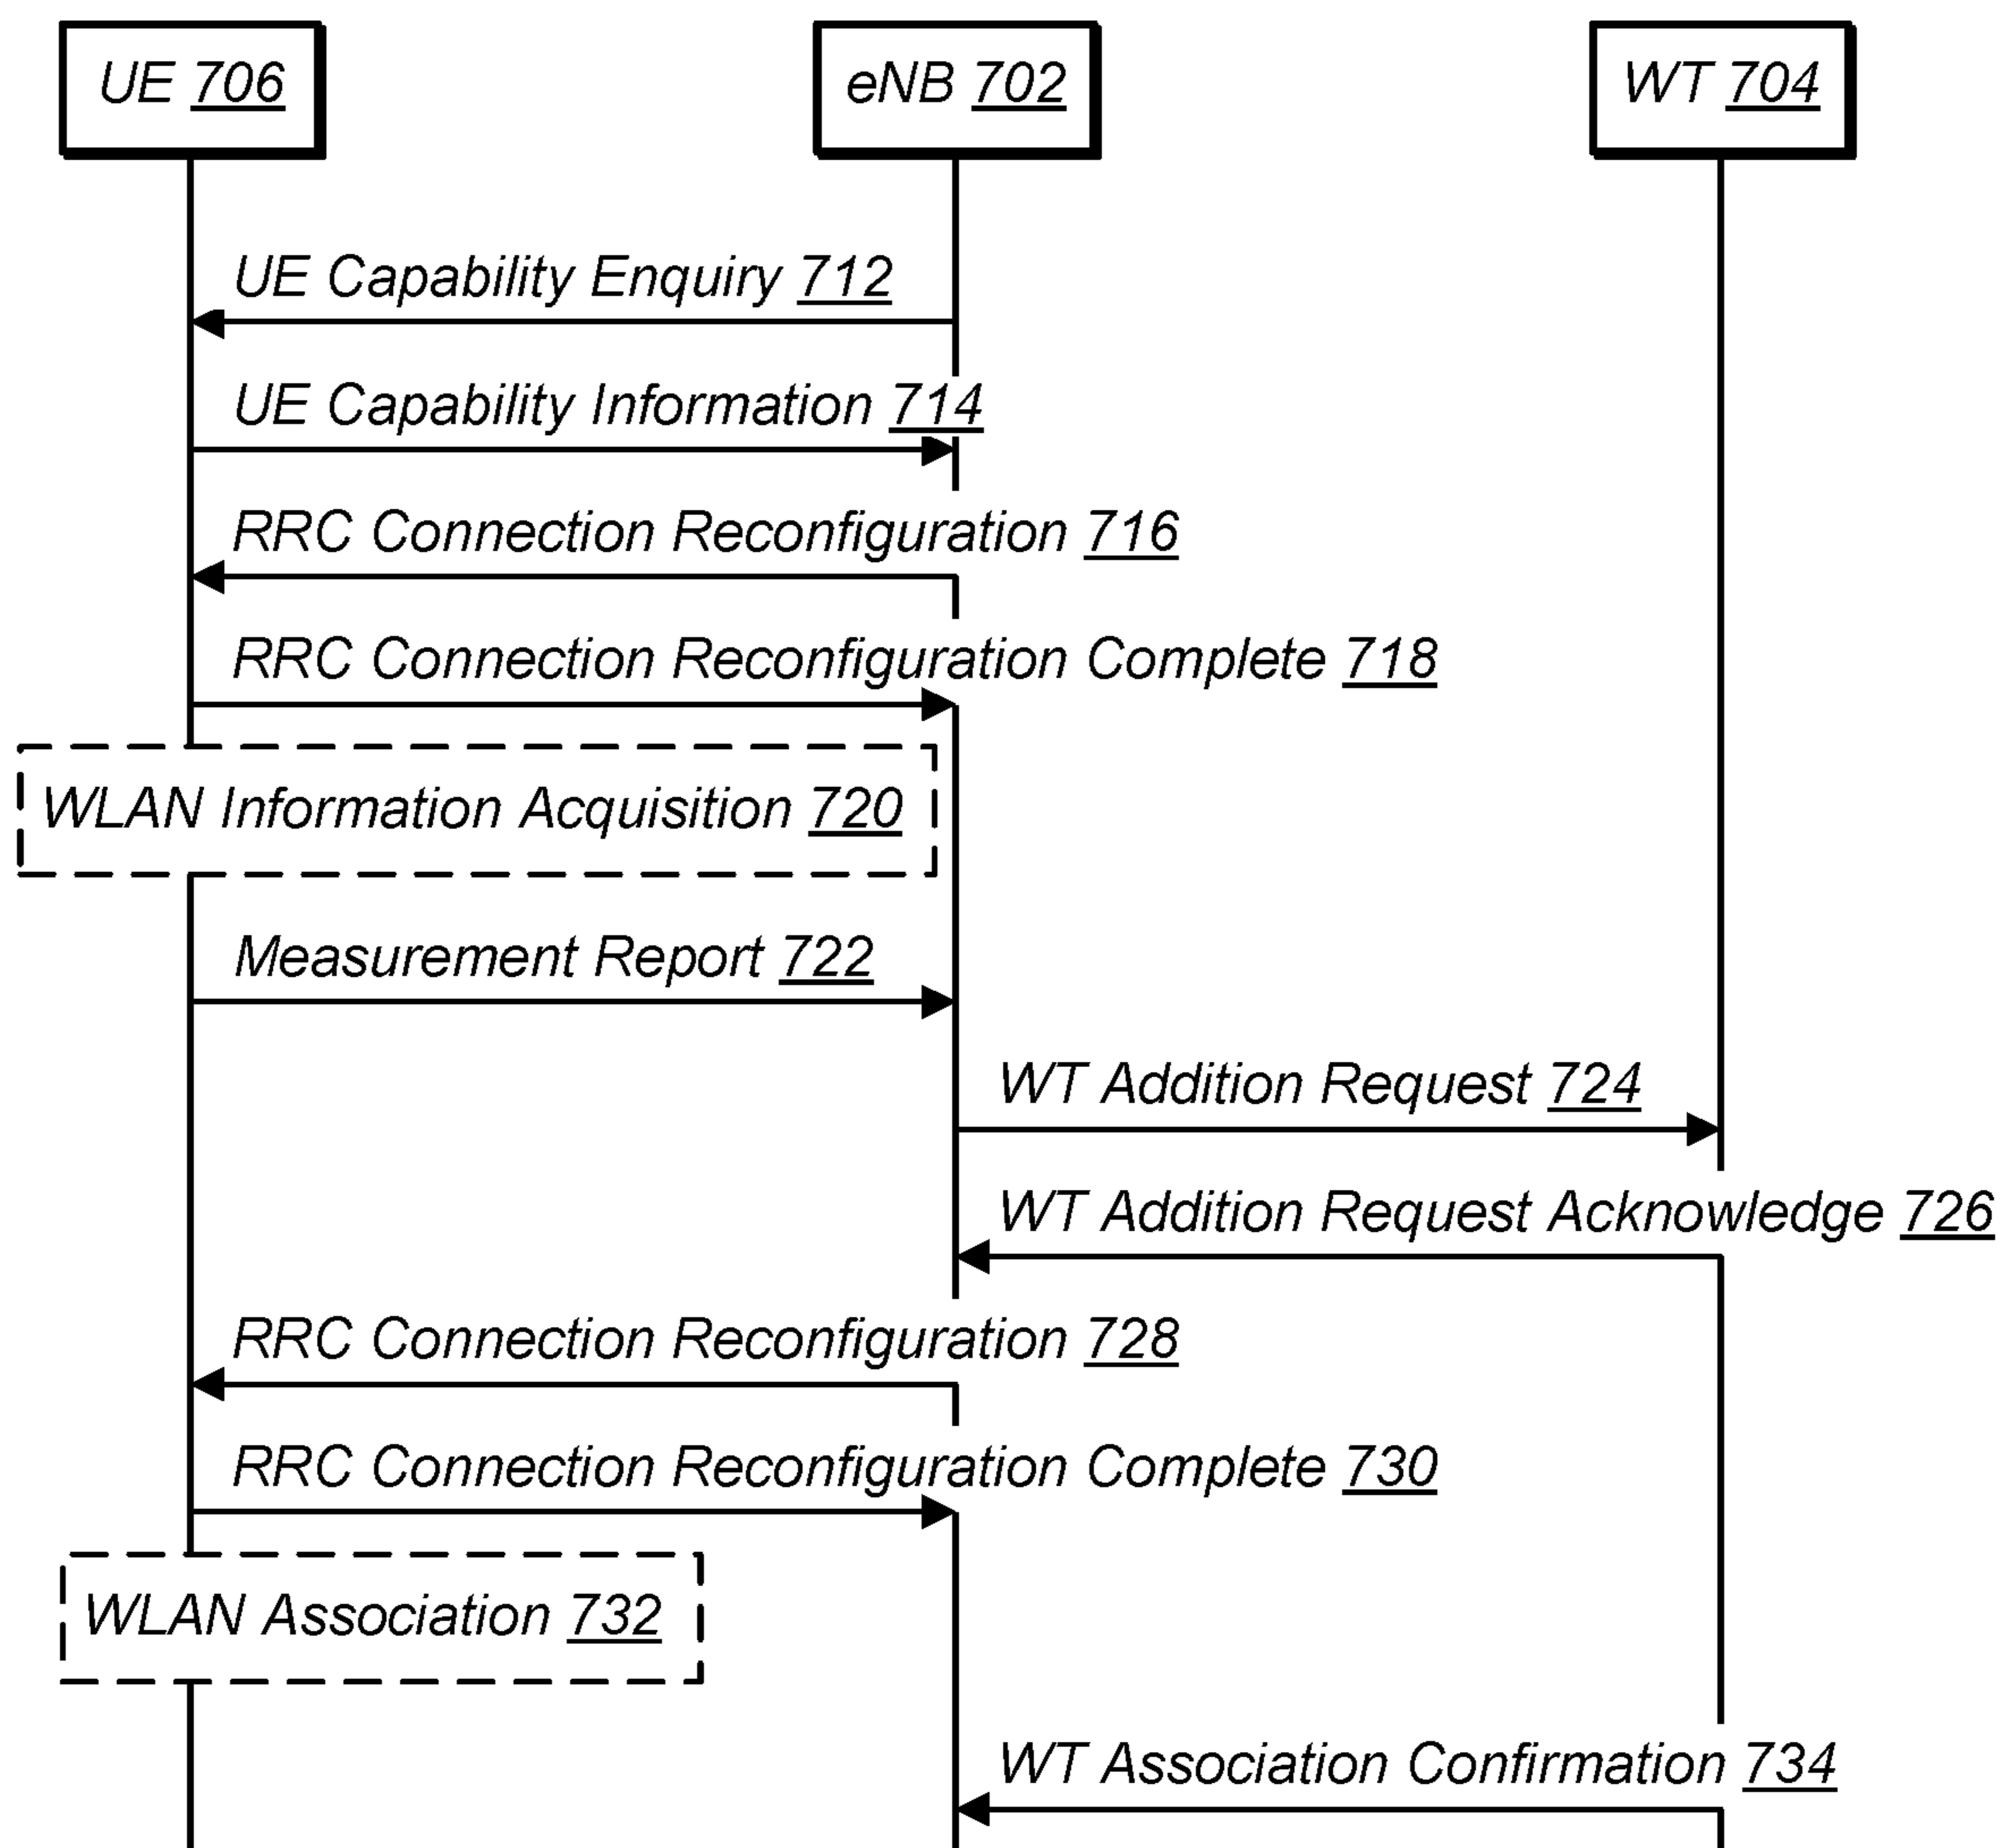 UE 706
eNB 702
WT 704
UE Capability Enquiry 712
UE Capability Information 714
RRC Connection Reconfiguration 716
RRC Connection Reconfiguration Complete 718
WLAN Information Acquisition 720
Measurement Report 722
WT Addition Request 724
WT Addition Request Acknowledge 726
RRC Connection Reconfiguration 728
RRC Connection Reconfiguration Complete 730
WLAN Association 732
WT Association Confirmation 734